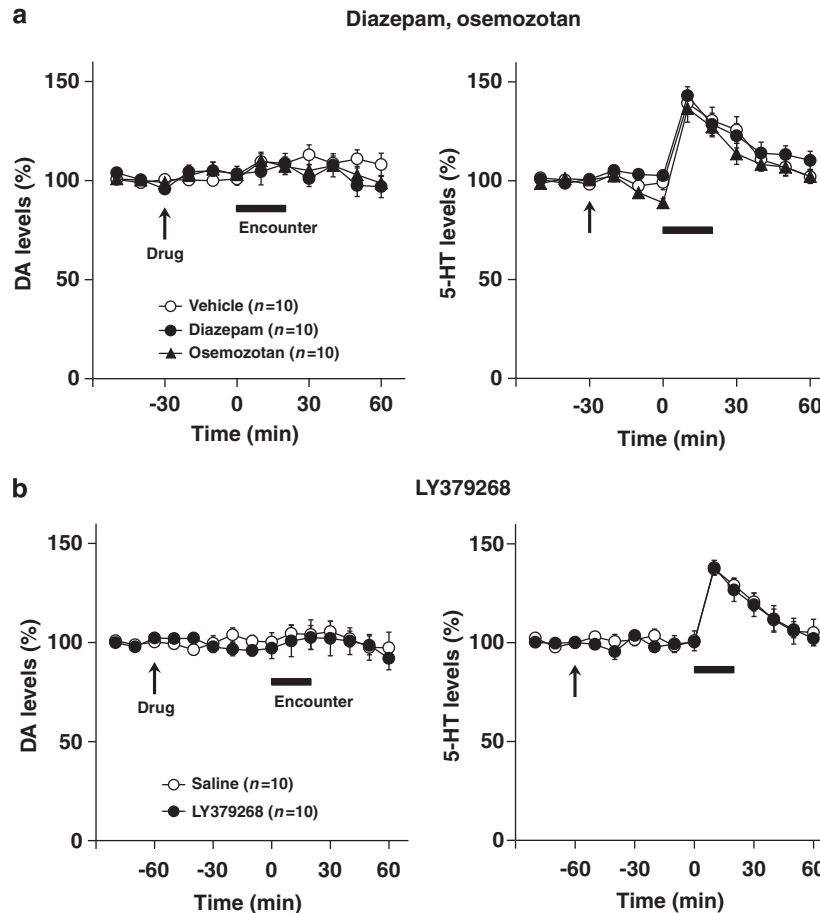 a
Diazepam, osemozotan
150
100
50
0
DA levels (%)
Drug
Encounter
Vehicle (n=10)
Diazepam (n=10)
Osemozotan (n=10)
-30 0 30 60
Time (min)
150
100
50
0
5-HT levels (%)
-30 0 30 60
Time (min)
b
LY379268
150
100
50
0
DA levels (%)
Drug
Encounter
Saline (n=10)
LY379268 (n=10)
-60 -30 0 30 60
Time (min)
150
100
50
0
5-HT levels (%)
-60 -30 0 30 60
Time (min)